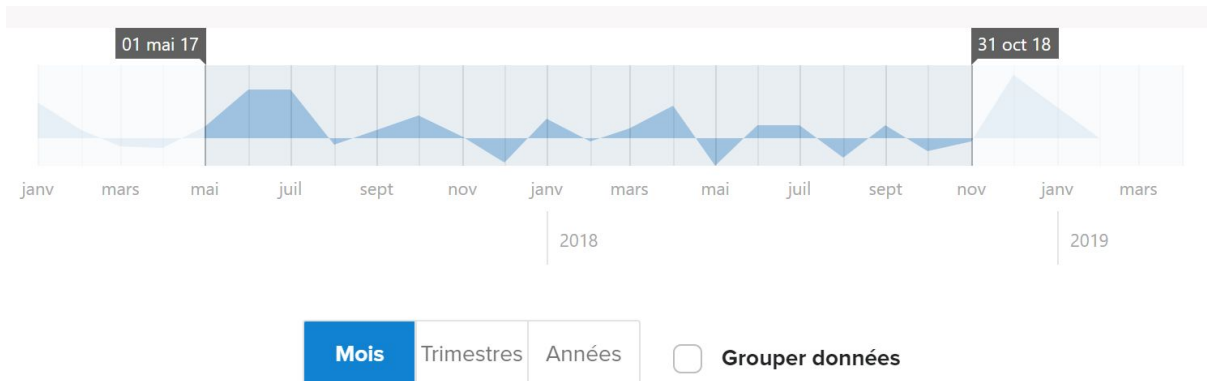 01 mai 17 31 oct 18
janv mars mai juil sept nov janv mars mai juil sept nov janv mars
2018 2019
Mois Trimestres Années Grouper données